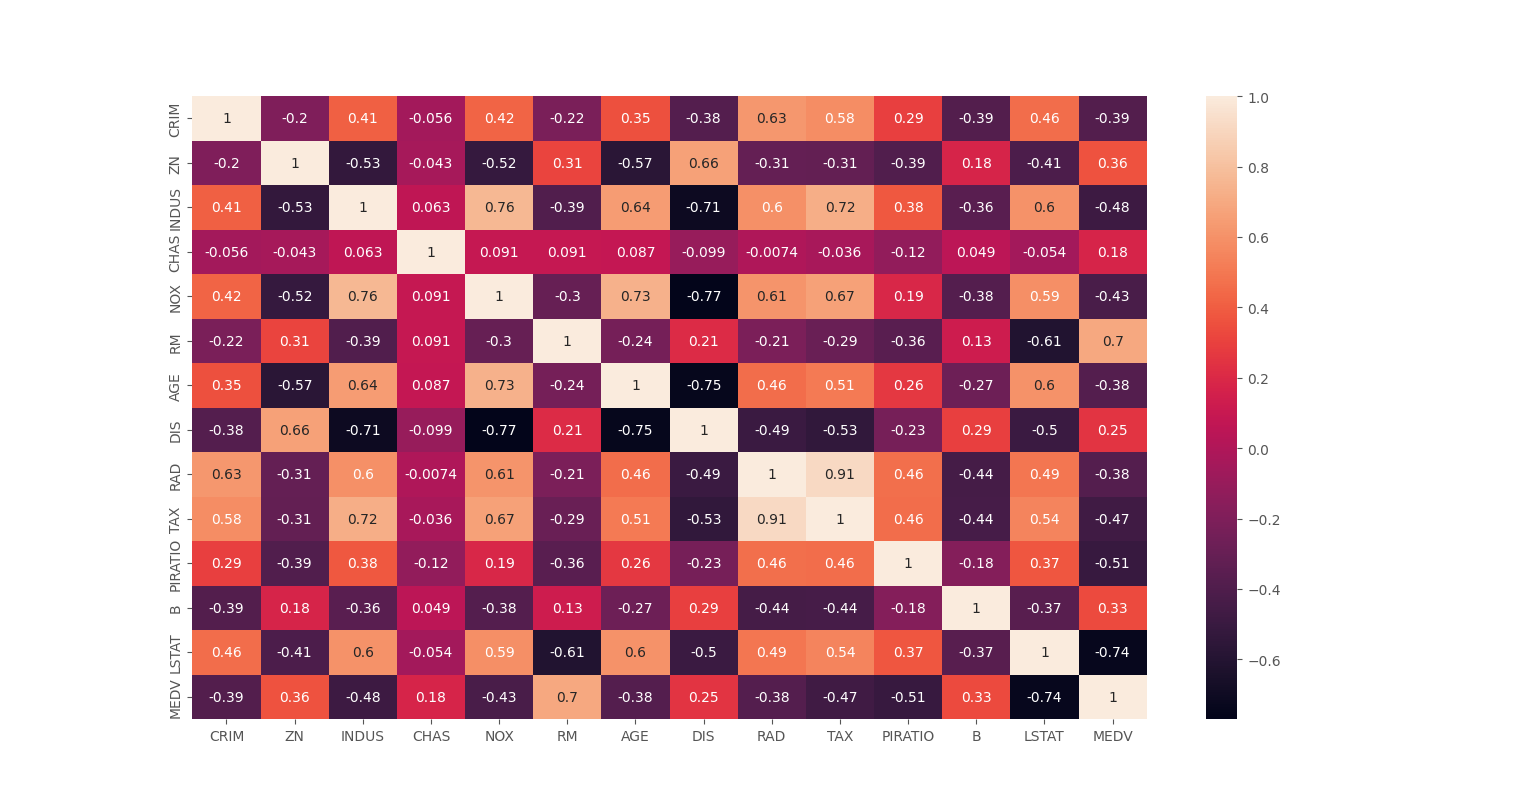 CRIM 1 -0.2 0.41 -0.056 0.42 -0.22 0.35 -0.38 0.63 0.58 0.29 -0.39 0.46 -0.39
ZN -0.2 1 -0.53 -0.043 -0.52 0.31 -0.57 0.66 -0.31 -0.31 -0.39 0.18 -0.41 0.36
INDUS 0.41 -0.53 1 0.063 0.76 -0.39 0.64 -0.71 0.6 0.72 0.38 -0.36 0.6 -0.48
CHAS -0.056 -0.043 0.063 1 0.091 0.091 0.087 -0.099 -0.0074 -0.036 -0.12 0.049 -0.054 0.18
NOX 0.42 -0.52 0.76 0.091 1 -0.3 0.73 -0.77 0.61 0.67 0.19 -0.38 0.59 -0.43
RM -0.22 0.31 -0.39 0.091 -0.3 1 -0.24 0.21 -0.21 -0.29 -0.36 0.13 -0.61 0.7
AGE 0.35 -0.57 0.64 0.087 0.73 -0.24 1 -0.75 0.46 0.51 0.26 -0.27 0.6 -0.38
DIS -0.38 0.66 -0.71 -0.099 -0.77 0.21 -0.75 1 -0.49 -0.53 -0.23 0.29 -0.5 0.25
RAD 0.63 -0.31 0.6 -0.0074 0.61 -0.21 0.46 -0.49 1 0.91 0.46 -0.44 0.49 -0.38
TAX 0.58 -0.31 0.72 -0.036 0.67 -0.29 0.51 -0.53 0.91 1 0.46 -0.44 0.54 -0.47
PIRATIO 0.29 -0.39 0.38 -0.12 0.19 -0.36 0.26 -0.23 0.46 0.46 1 -0.18 0.37 -0.51
B -0.39 0.18 -0.36 0.049 -0.38 0.13 -0.27 0.29 -0.44 -0.44 -0.18 1 -0.37 0.33
LSTAT 0.46 -0.41 0.6 -0.054 0.59 -0.61 0.6 -0.5 0.49 0.54 0.37 -0.37 1 -0.74
MEDV -0.39 0.36 -0.48 0.18 -0.43 0.7 -0.38 0.25 -0.38 -0.47 -0.51 0.33 -0.74 1
CRIM ZN INDUS CHAS NOX RM AGE DIS RAD TAX PIRATIO B LSTAT MEDV
1.0
0.8
0.6
0.4
0.2
0.0
−0.2
−0.4
−0.6